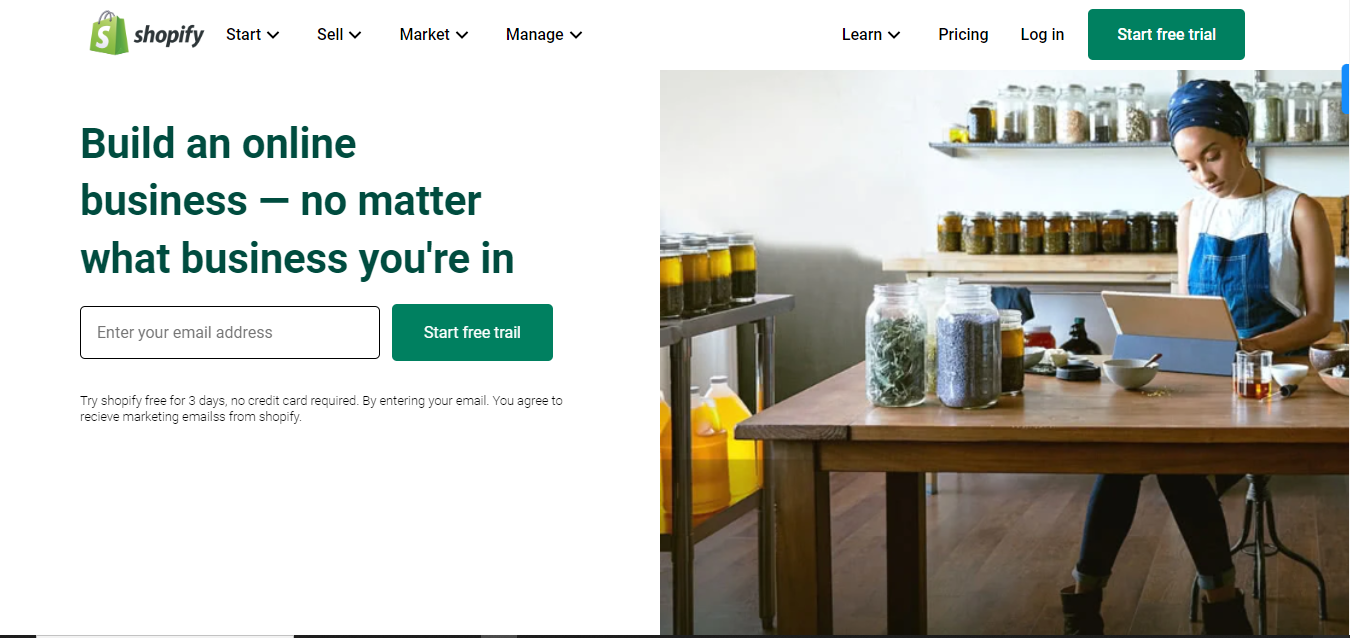 shopify Start Sell Market Manage Learn Pricing Log in Start free trial
Build an online
business — no matter
what business you're in
Enter your email address Start free trail
Try shopify free for 3 days, no credit card required. By entering your email. You agree to
recieve marketing emailss from shopify.